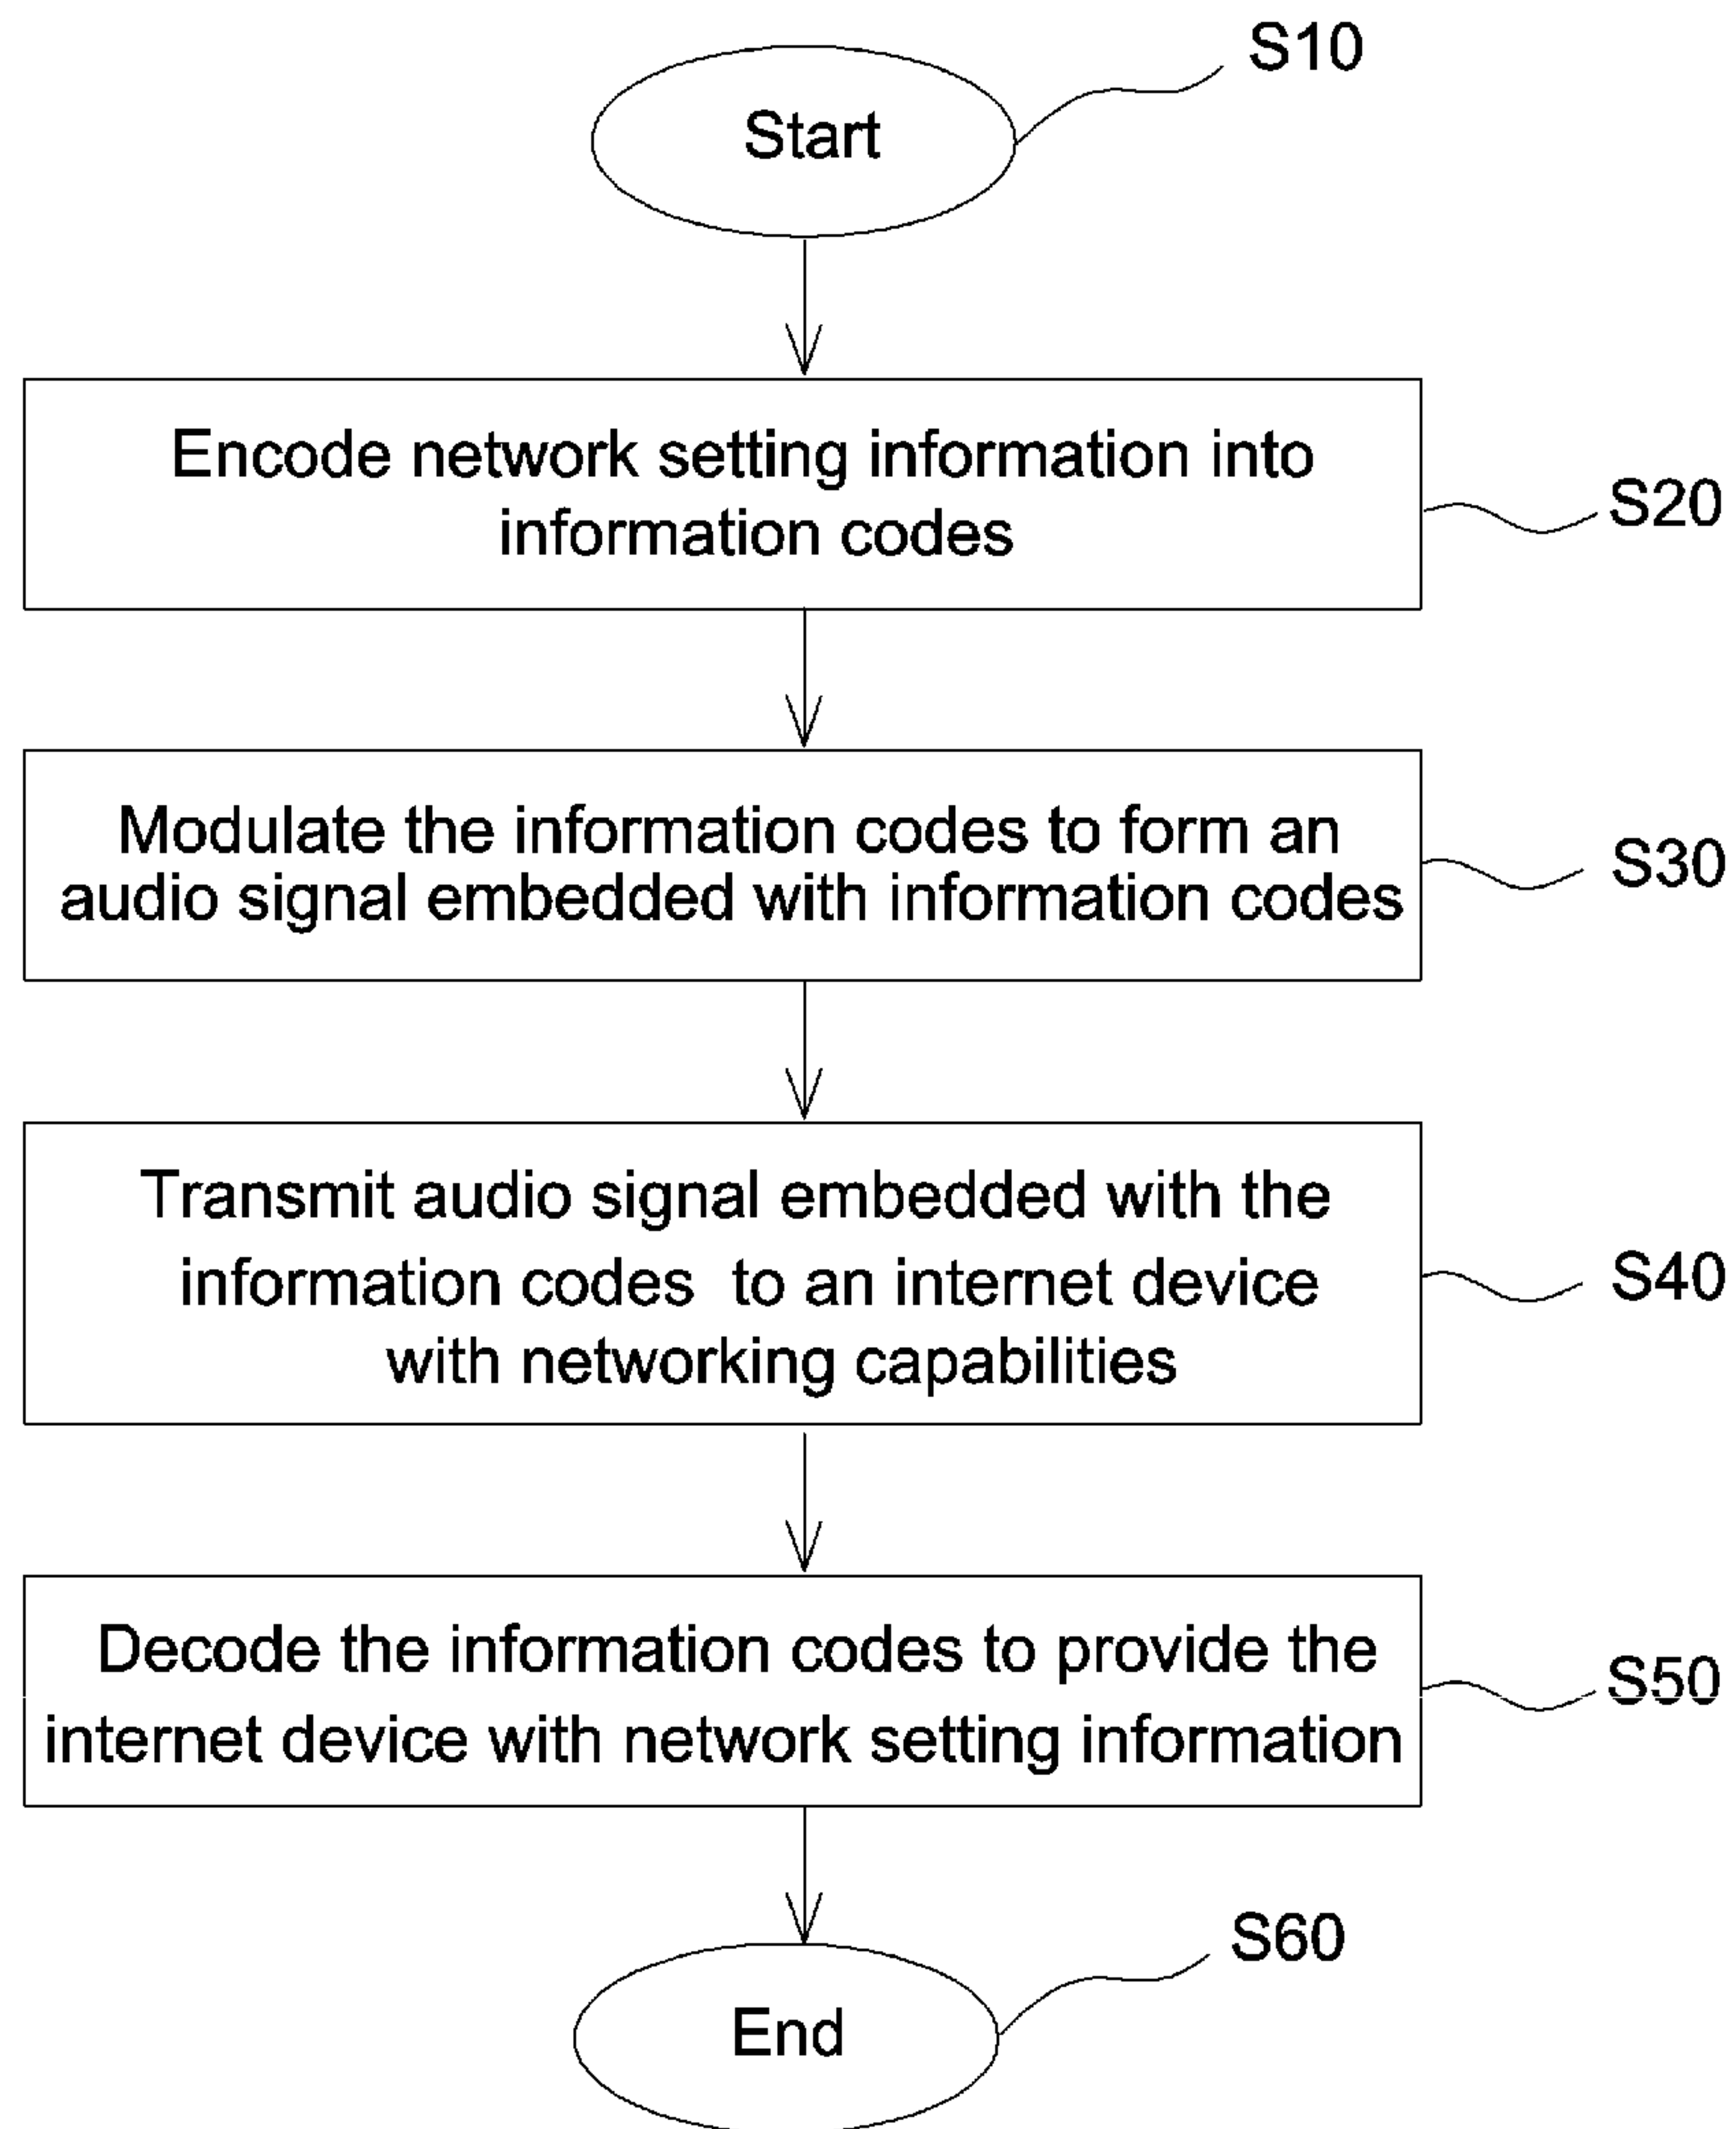 S10
Start
Encode network setting information into
information codes
S20
Modulate the information codes to form an
audio signal embedded with information codes
S30
Transmit audio signal embedded with the
information codes to an internet device
with networking capabilities
S40
Decode the information codes to provide the
internet device with network setting information
S50
S60
End